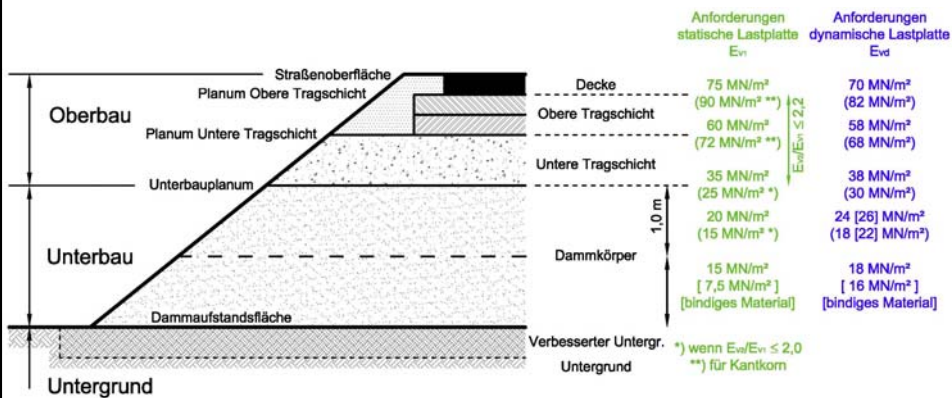 Anforderungen
statische Lastplatte
Ev1
Anforderungen
dynamische Lastplatte
Evd
Straßenoberfläche
Planum Obere Tragschicht
Oberbau
Planum Untere Tragschicht
Unterbauplanum
Unterbau
Dammaufstandsfläche
Untergrund
Decke
Obere Tragschicht
Untere Tragschicht
1,0 m
Dammkörper
Verbesserter Untergr.
Untergrund
75 MN/m²
(90 MN/m² **)
60 MN/m²
(72 MN/m² **)
Ev2/Ev1 ≤ 2,2
35 MN/m²
(25 MN/m² *)
20 MN/m²
(15 MN/m² *)
15 MN/m²
[ 7,5 MN/m² ]
[bindiges Material]
*) wenn Ev2/Ev1 ≤ 2,0
**) für Kantkorn
70 MN/m²
(82 MN/m²)
58 MN/m²
(68 MN/m²)
38 MN/m²
(30 MN/m²)
24 [26] MN/m²
(18 [22] MN/m²)
18 MN/m²
[ 16 MN/m² ]
[bindiges Material]